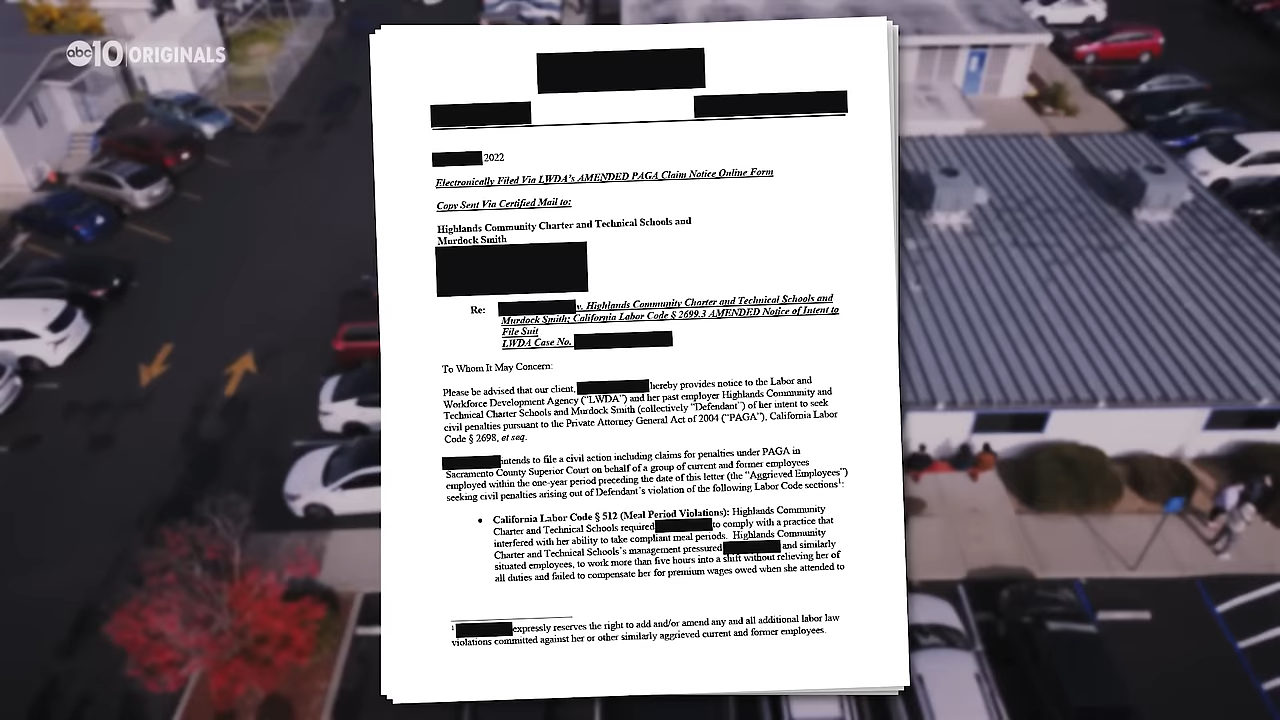 abc10 ORIGINALS
2022
Electronically Filed Via LWDA's AMENDED PAGA Claim Notice Online Form
Copy Sent Via Certified Mail to:
Highlands Community Charter and Technical Schools and
Murdock Smith
Re: v. Highlands Community Charter and Technical Schools and
Murdock Smith; California Labor Code § 2699.3 AMENDED Notice of Intent to
File Suit
LWDA Case No.
To Whom It May Concern:
Please be advised that our client, hereby provides notice to the Labor and
Workforce Development Agency ("LWDA") and her past employer Highlands Community and
Technical Charter Schools and Murdock Smith (collectively "Defendant") of her intent to seek
civil penalties pursuant to the Private Attorney General Act of 2004 ("PAGA"), California Labor
Code § 2698, et seq.
intends to file a civil action including claims for penalties under PAGA in
Sacramento County Superior Court on behalf of a group of current and former employees
employed within the one-year period preceding the date of this letter (the "Aggrieved Employees")
seeking civil penalties arising out of Defendant's violation of the following Labor Code sections1:
• California Labor Code § 512 (Meal Period Violations): Highlands Community
Charter and Technical Schools required to comply with a practice that
interfered with her ability to take compliant meal periods. Highlands Community
Charter and Technical Schools's management pressured and similarly
situated employees, to work more than five hours into a shift without relieving her of
all duties and failed to compensate her for premium wages owed when she attended to
1 expressly reserves the right to add and/or amend any and all additional labor law
violations committed against her or other similarly aggrieved current and former employees.